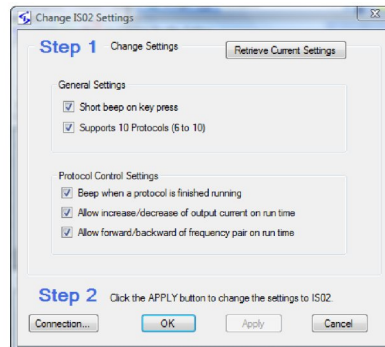 Change IS02 Settings
Step 1 Change Settings Retrieve Current Settings
General Settings
Short beep on key press
Supports 10 Protocols (6 to 10)
Protocol Control Settings
Beep when a protocol is finished running
Allow increase/decrease of output current on run time
Allow forward/backward of frequency pair on run time
Step 2 Click the APPLY button to change the settings to IS02.
Connection... OK Apply Cancel